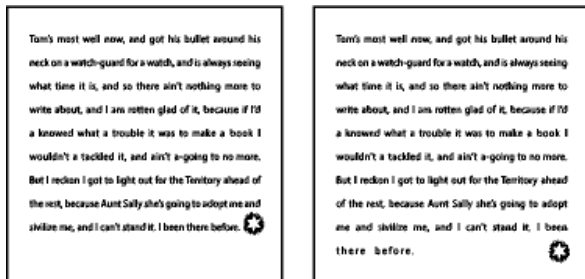 Tom's most well now, and got his bullet around his
neck on a watch-guard for a watch, and is always seeing
what time it is, and so there ain't nothing more to
write about, and I am rotten glad of it, because if I'd
a knowed what a trouble it was to make a book I
wouldn't a tackled it, and ain't a-going to no more.
But I reckon I got to light out for the Territory ahead of
the rest, because Aunt Sally she's going to adopt me and
sivilize me, and I can't stand it. I been there before.
Tom's most well now, and got his bullet around his
neck on a watch-guard for a watch, and is always seeing
what time it is, and so there ain't nothing more to
write about, and I am rotten glad of it, because if I'd
a knowed what a trouble it was to make a book I
wouldn't a tackled it, and ain't a-going to no more.
But I reckon I got to light out for the Territory ahead
of the rest, because Aunt Sally she's going to adopt
me and sivilize me, and I can't stand it. I been
there before.